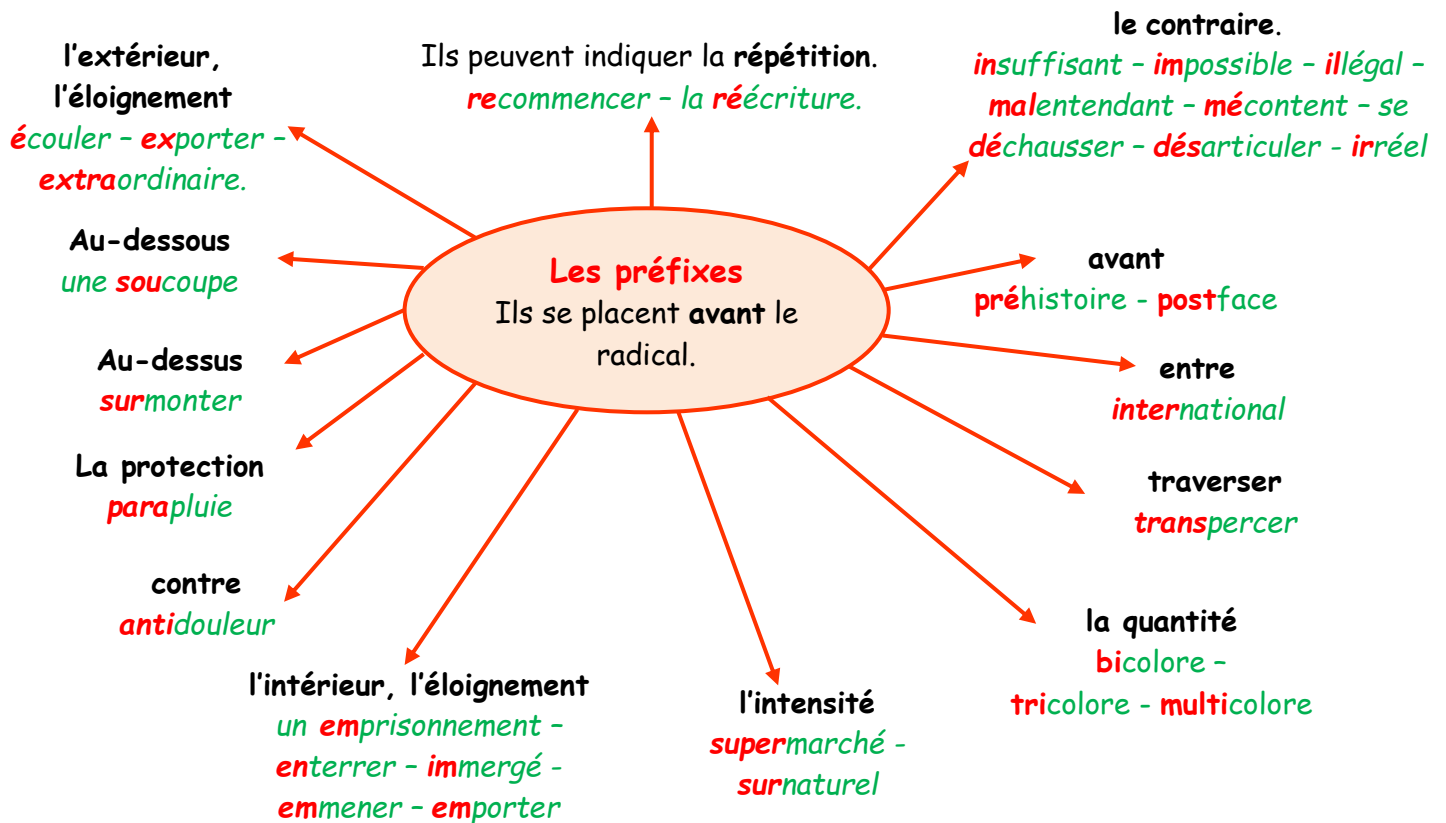 le contraire.
insuffisant – impossible – illégal –
malentendant – mécontent – se
déchausser – désarticuler - irréel
l'extérieur,
l'éloignement
écouler – exporter –
extraordinaire.
Ils peuvent indiquer la répétition.
recommencer – la réécriture.
Au-dessous
une soucoupe
Les préfixes
Ils se placent avant le
radical.
avant
préhistoire - postface
Au-dessus
surmonter
entre
international
La protection
parapluie
traverser
transpercer
contre
antidouleur
la quantité
bicolore –
tricolore - multicolore
l'intérieur, l'éloignement
un emprisonnement –
enterrer – immergé -
emmener – emporter
l'intensité
supermarché -
surnaturel